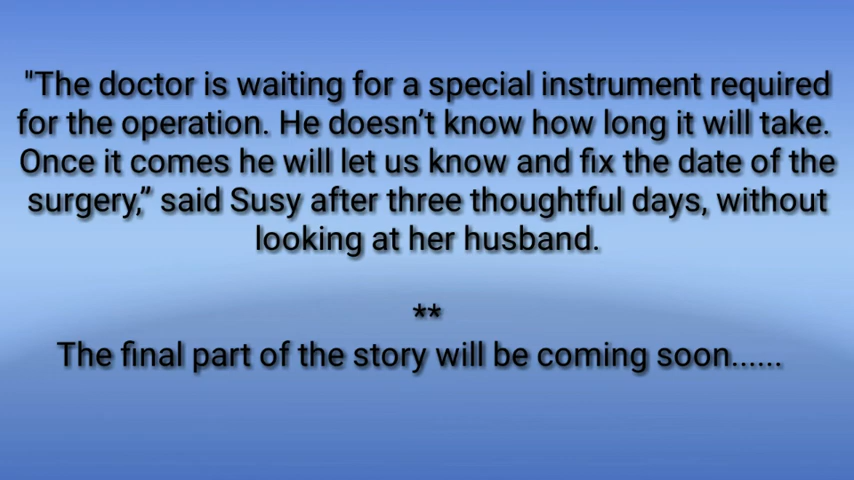 "The doctor is waiting for a special instrument required
for the operation. He doesn’t know how long it will take.
Once it comes he will let us know and fix the date of the
surgery,” said Susy after three thoughtful days, without
looking at her husband.
**
The final part of the story will be coming soon......